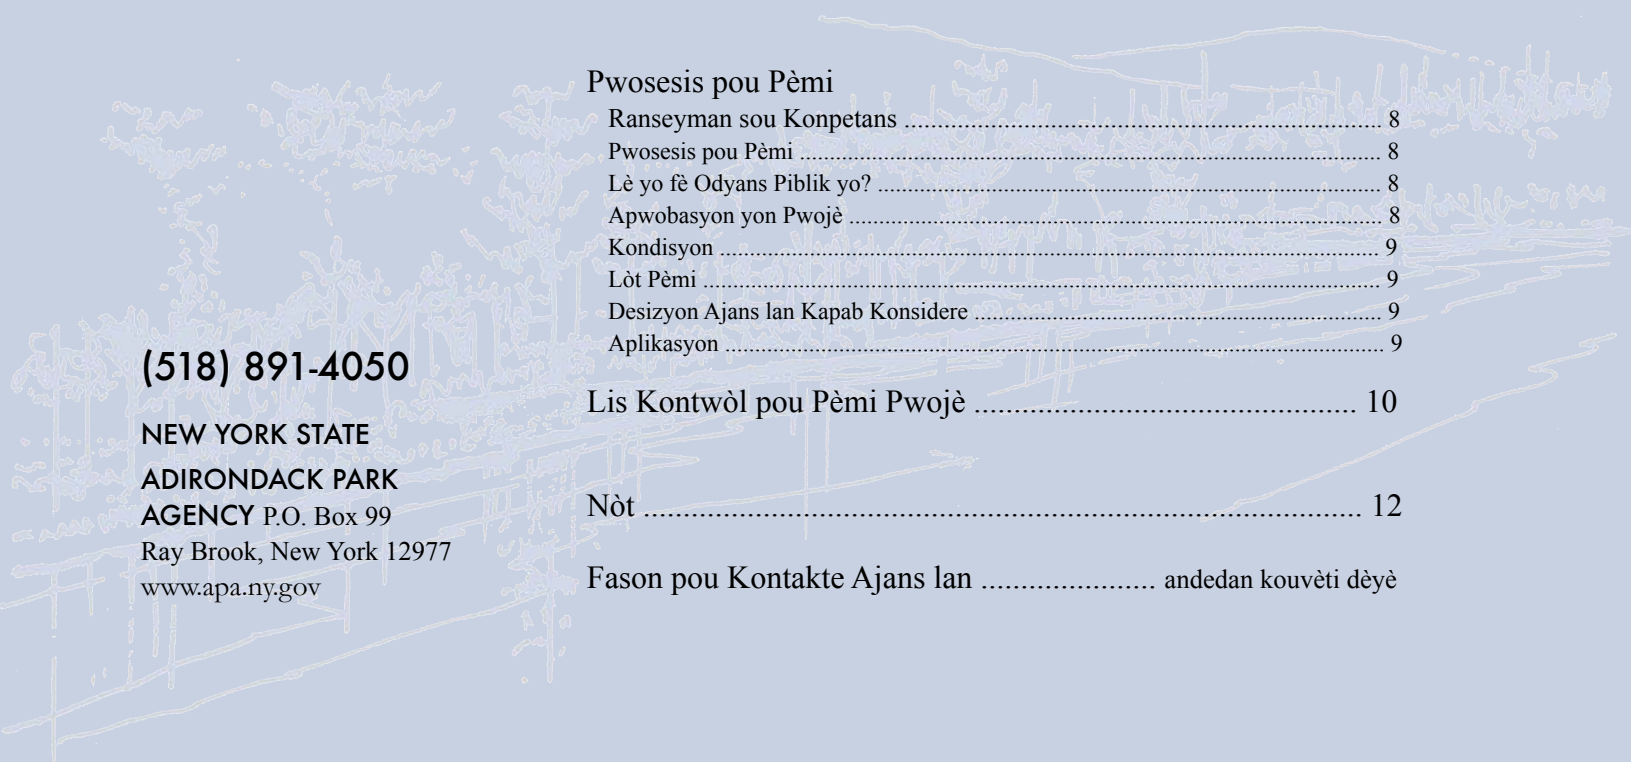 Pwosesis pou Pèmi
Ranseyman sou Konpetans ........................................................................................ 8
Pwosesis pou Pèmi ........................................................................................ 8
Lè yo fè Odyans Piblik yo? ........................................................................................ 8
Apwobasyon yon Pwojè ........................................................................................ 8
Kondisyon ........................................................................................ 9
Lòt Pèmi ........................................................................................ 9
Desizyon Ajans lan Kapab Konsidere ........................................................................................ 9
Aplikasyon ........................................................................................ 9
Lis Kontwòl pou Pèmi Pwojè ................................................ 10
Nòt .......................................................................................... 12
Fason pou Kontakte Ajans lan ...................... andedan kouvèti dèyè
(518) 891-4050
NEW YORK STATE
ADIRONDACK PARK
AGENCY P.O. Box 99
Ray Brook, New York 12977
www.apa.ny.gov